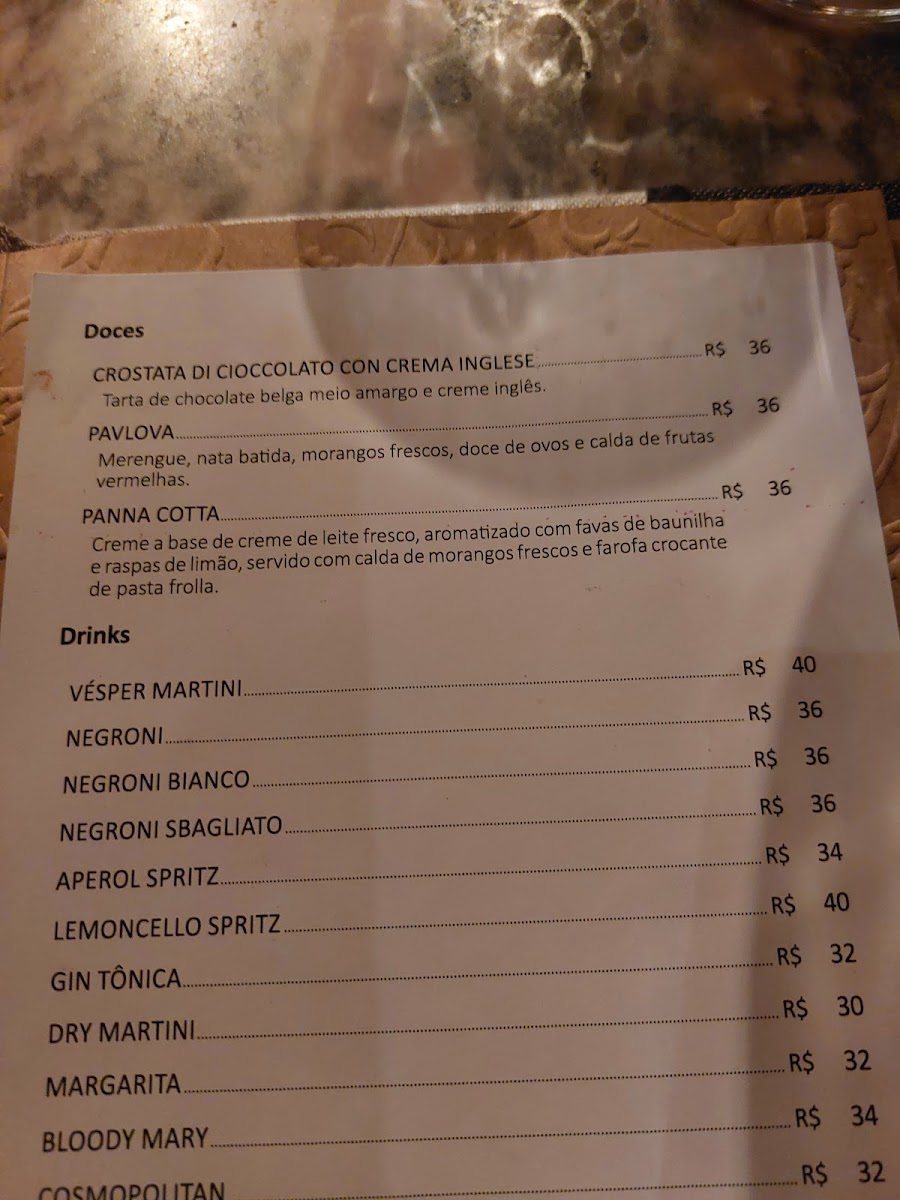 Doces
CROSTATA DI CIOCCOLATO CON CREMA INGLESE R$ 36
Tarta de chocolate belga meio amargo e creme inglês.
PAVLOVA R$ 36
Merengue, nata batida, morangos frescos, doce de ovos e calda de frutas
vermelhas.
PANNA COTTA R$ 36
Creme a base de creme de leite fresco, aromatizado com favas de baunilha
e raspas de limão, servido com calda de morangos frescos e farofa crocante
de pasta frolla.
Drinks
VÉSPER MARTINI R$ 40
NEGRONI R$ 36
NEGRONI BIANCO R$ 36
NEGRONI SBAGLIATO R$ 36
APEROL SPRITZ R$ 34
LEMONCELLO SPRITZ R$ 40
GIN TÔNICA R$ 32
DRY MARTINI R$ 30
MARGARITA R$ 32
BLOODY MARY R$ 34
COSMOPOLITAN R$ 32